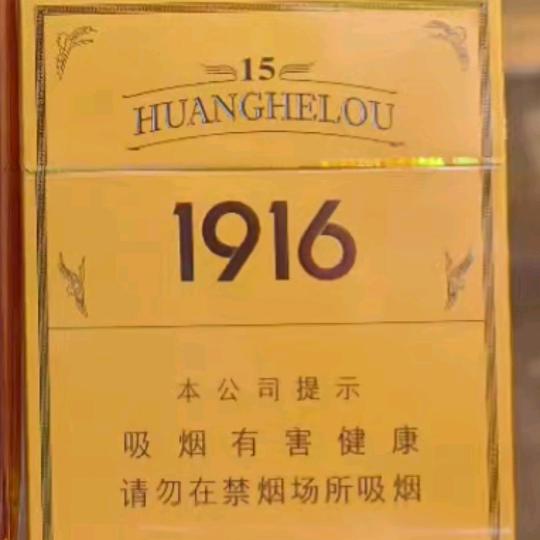 15
HUANGHELOU
1916
本公司提示
吸烟有害健康
请勿在禁烟场所吸烟